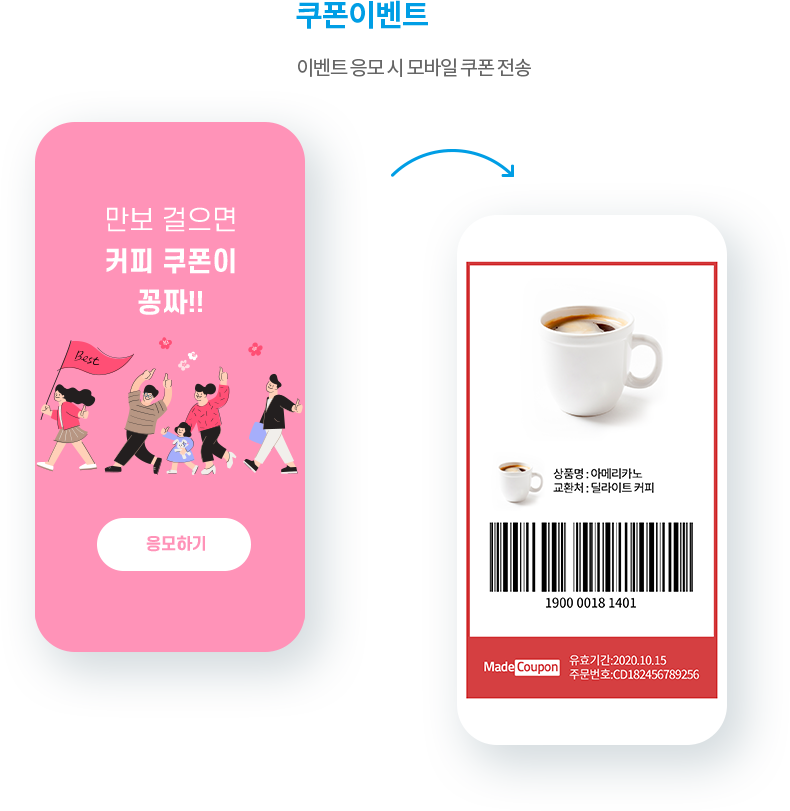 쿠폰이벤트
이벤트 응모 시 모바일 쿠폰 전송
만보 걸으면
커피 쿠폰이
꽁짜!!
Best
응모하기
상품명 : 아메리카노
교환처 : 딜라이트 커피
1900 0018 1401
MadeCoupon
유효기간:2020.10.15
주문번호:CD182456789256